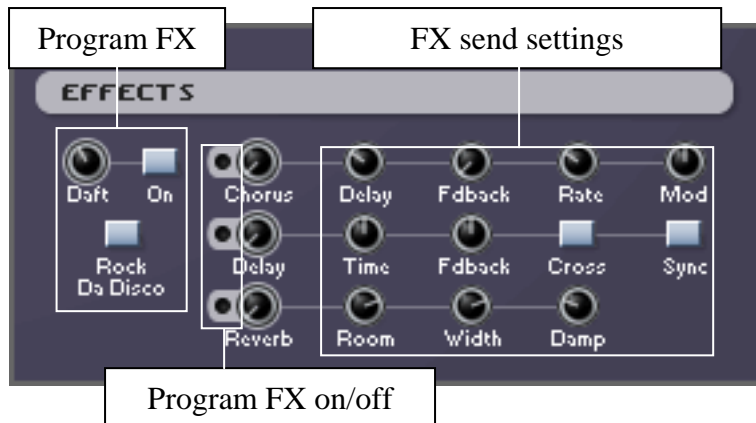 Program FX
FX send settings
EFFECTS
Daft On Chorus Delay Fdback Rate Mod
Rock
Da Disco
Delay Time Fdback Cross Sync
Reverb Room Width Damp
Program FX on/off